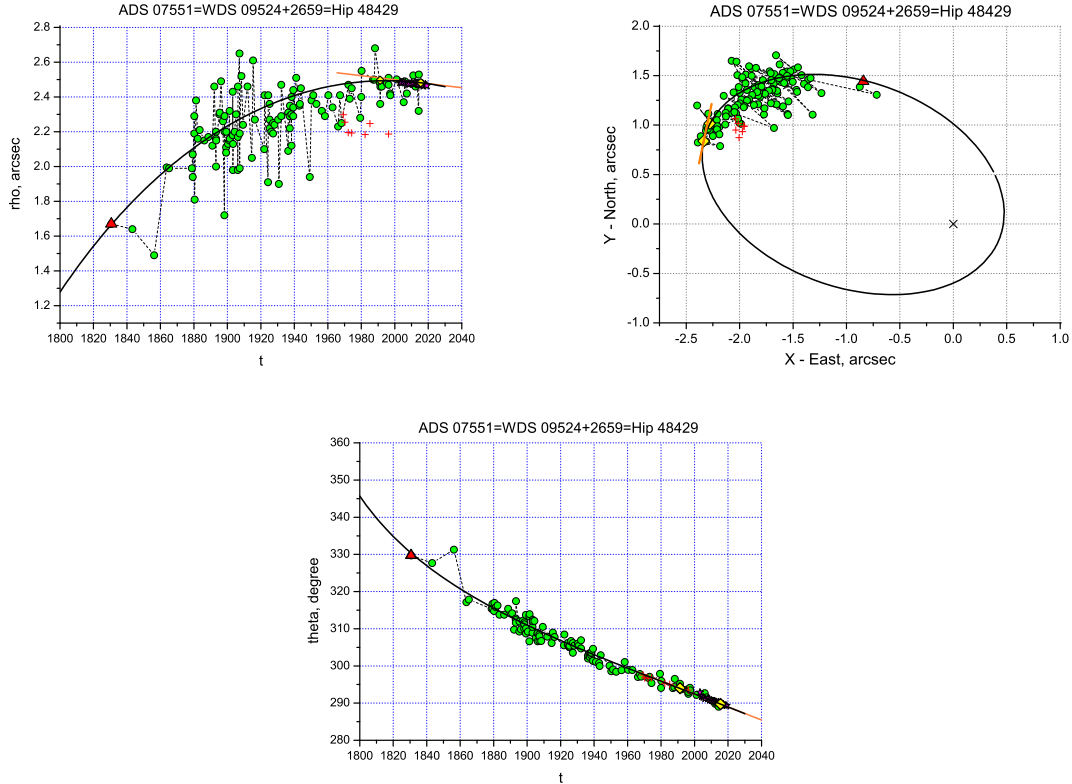 ADS 07551=WDS 09524+2659=Hip 48429
rho, arcsec
2.8
2.6
2.4
2.2
2.0
1.8
1.6
1.4
1.2
1800 1820 1840 1860 1880 1900 1920 1940 1960 1980 2000 2020 2040
t
ADS 07551=WDS 09524+2659=Hip 48429
Y - North, arcsec
2.0
1.5
1.0
0.5
0.0
-0.5
-1.0
-2.5 -2.0 -1.5 -1.0 -0.5 0.0 0.5 1.0
X - East, arcsec
ADS 07551=WDS 09524+2659=Hip 48429
theta, degree
360
350
340
330
320
310
300
290
280
1800 1820 1840 1860 1880 1900 1920 1940 1960 1980 2000 2020 2040
t